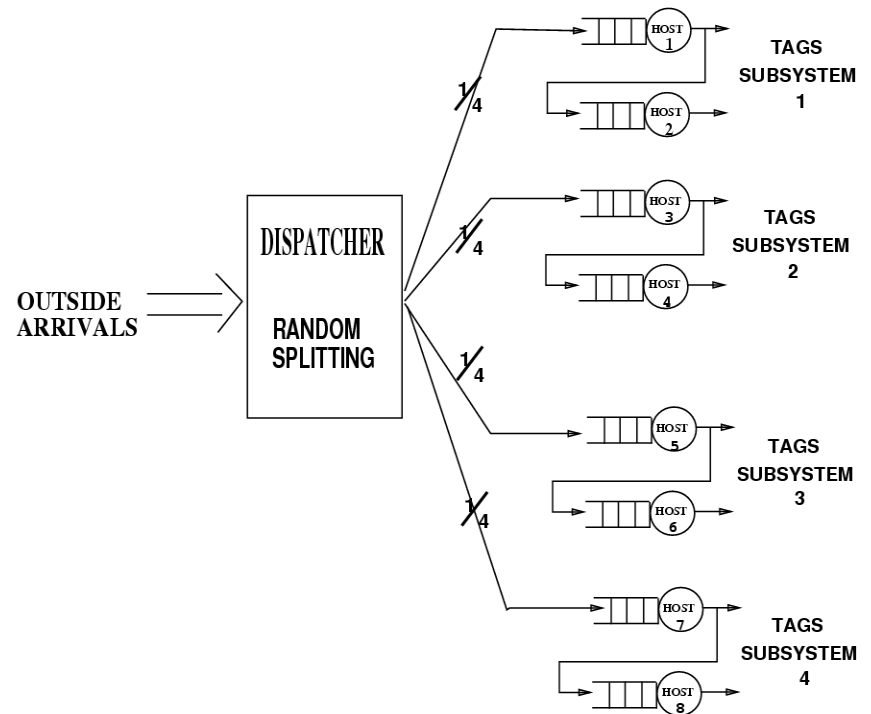 OUTSIDE
ARRIVALS
DISPATCHER
RANDOM
SPLITTING
1/4
1/4
1/4
1/4
HOST
1
HOST
2
TAGS
SUBSYSTEM
1
HOST
3
HOST
4
TAGS
SUBSYSTEM
2
HOST
5
HOST
6
TAGS
SUBSYSTEM
3
HOST
7
HOST
8
TAGS
SUBSYSTEM
4